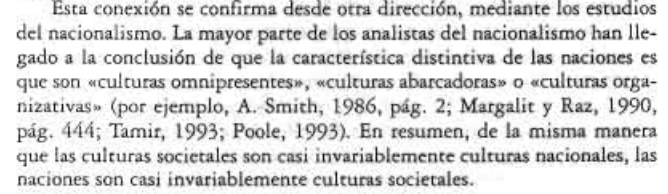 Esta conexión se confirma desde otra dirección, mediante los estudios
del nacionalismo. La mayor parte de los analistas del nacionalismo han lle-
gado a la conclusión de que la característica distintiva de las naciones es
que son «culturas omnipresentes», «culturas abarcadoras» o «culturas orga-
nizativas» (por ejemplo, A. Smith, 1986, pág. 2; Margalit y Raz, 1990,
pág. 444; Tamir, 1993; Poole, 1993). En resumen, de la misma manera
que las culturas societales son casi invariablemente culturas nacionales, las
naciones son casi invariablemente culturas societales.